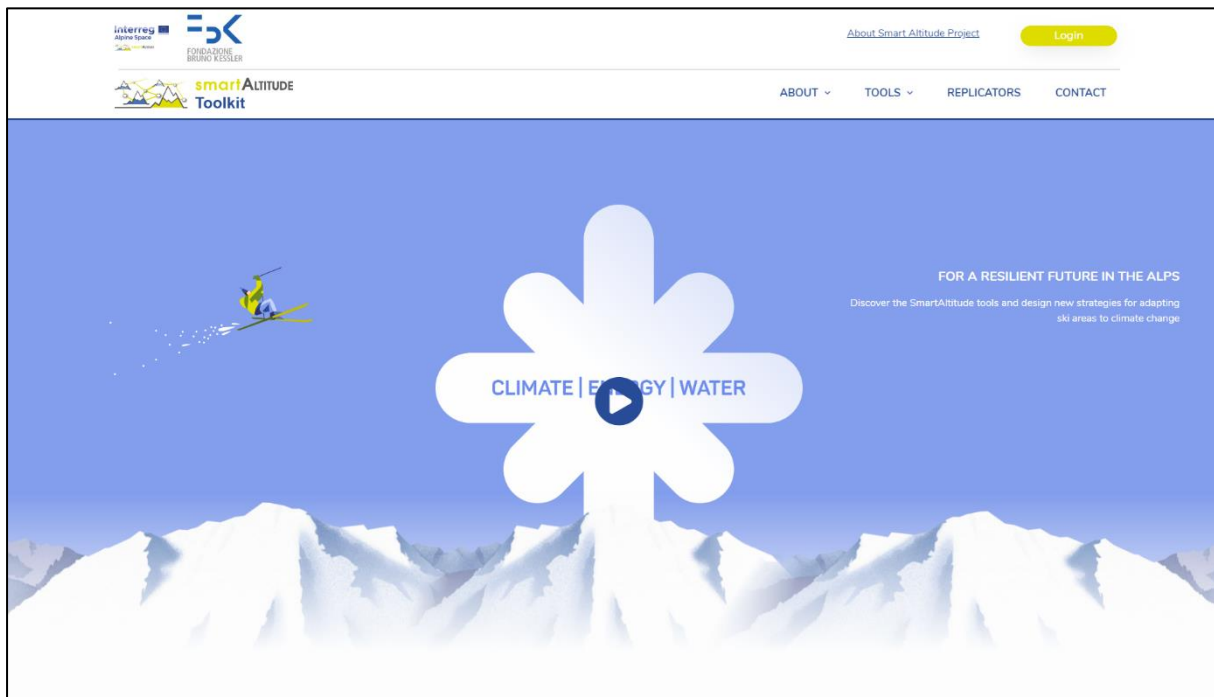 Interreg
Alpine Space
FONDAZIONE
BRUNO KESSLER
About Smart Altitude Project
Login
smartALTITUDE
Toolkit
ABOUT
TOOLS
REPLICATORS
CONTACT
FOR A RESILIENT FUTURE IN THE ALPS
Discover the SmartAltitude tools and design new strategies for adapting
ski areas to climate change
CLIMATE | ENERGY | WATER